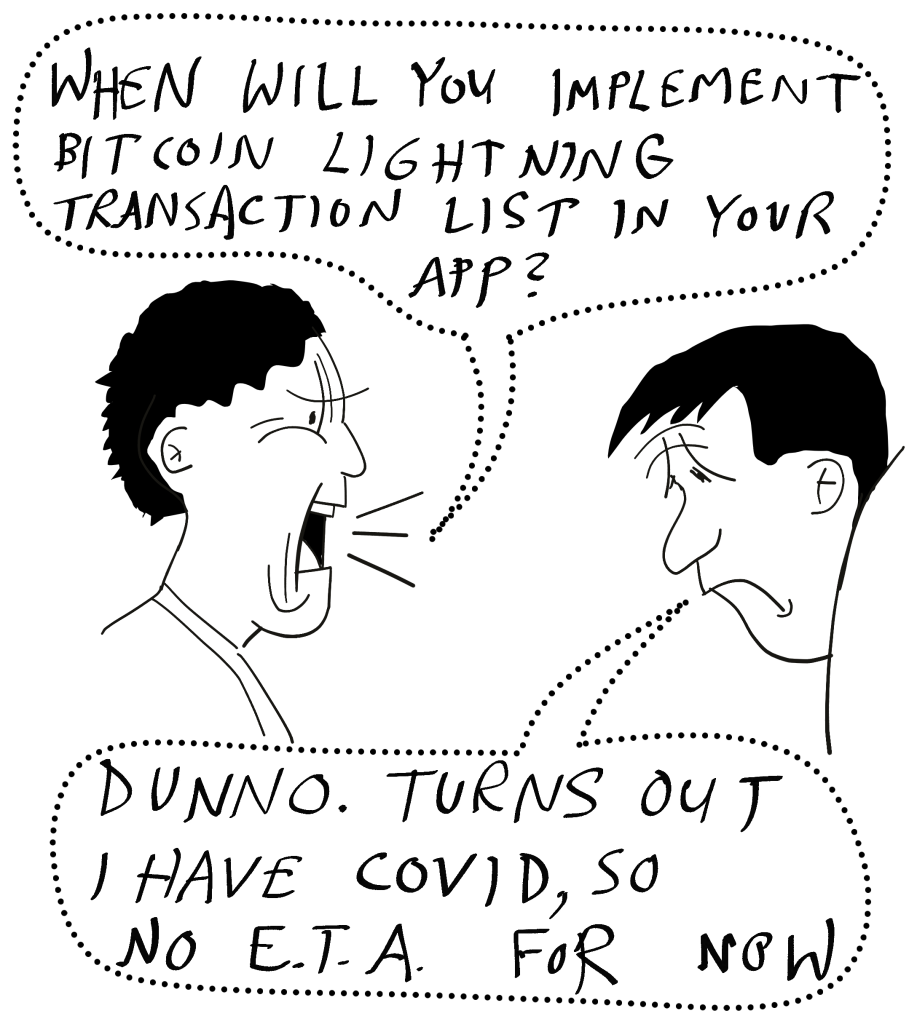 WHEN WILL YOU IMPLEMENT
BITCOIN LIGHTNING
TRANSACTION LIST IN YOUR
APP?
DUNNO. TURNS OUT
I HAVE COVID, SO
NO E.T.A. FOR NOW